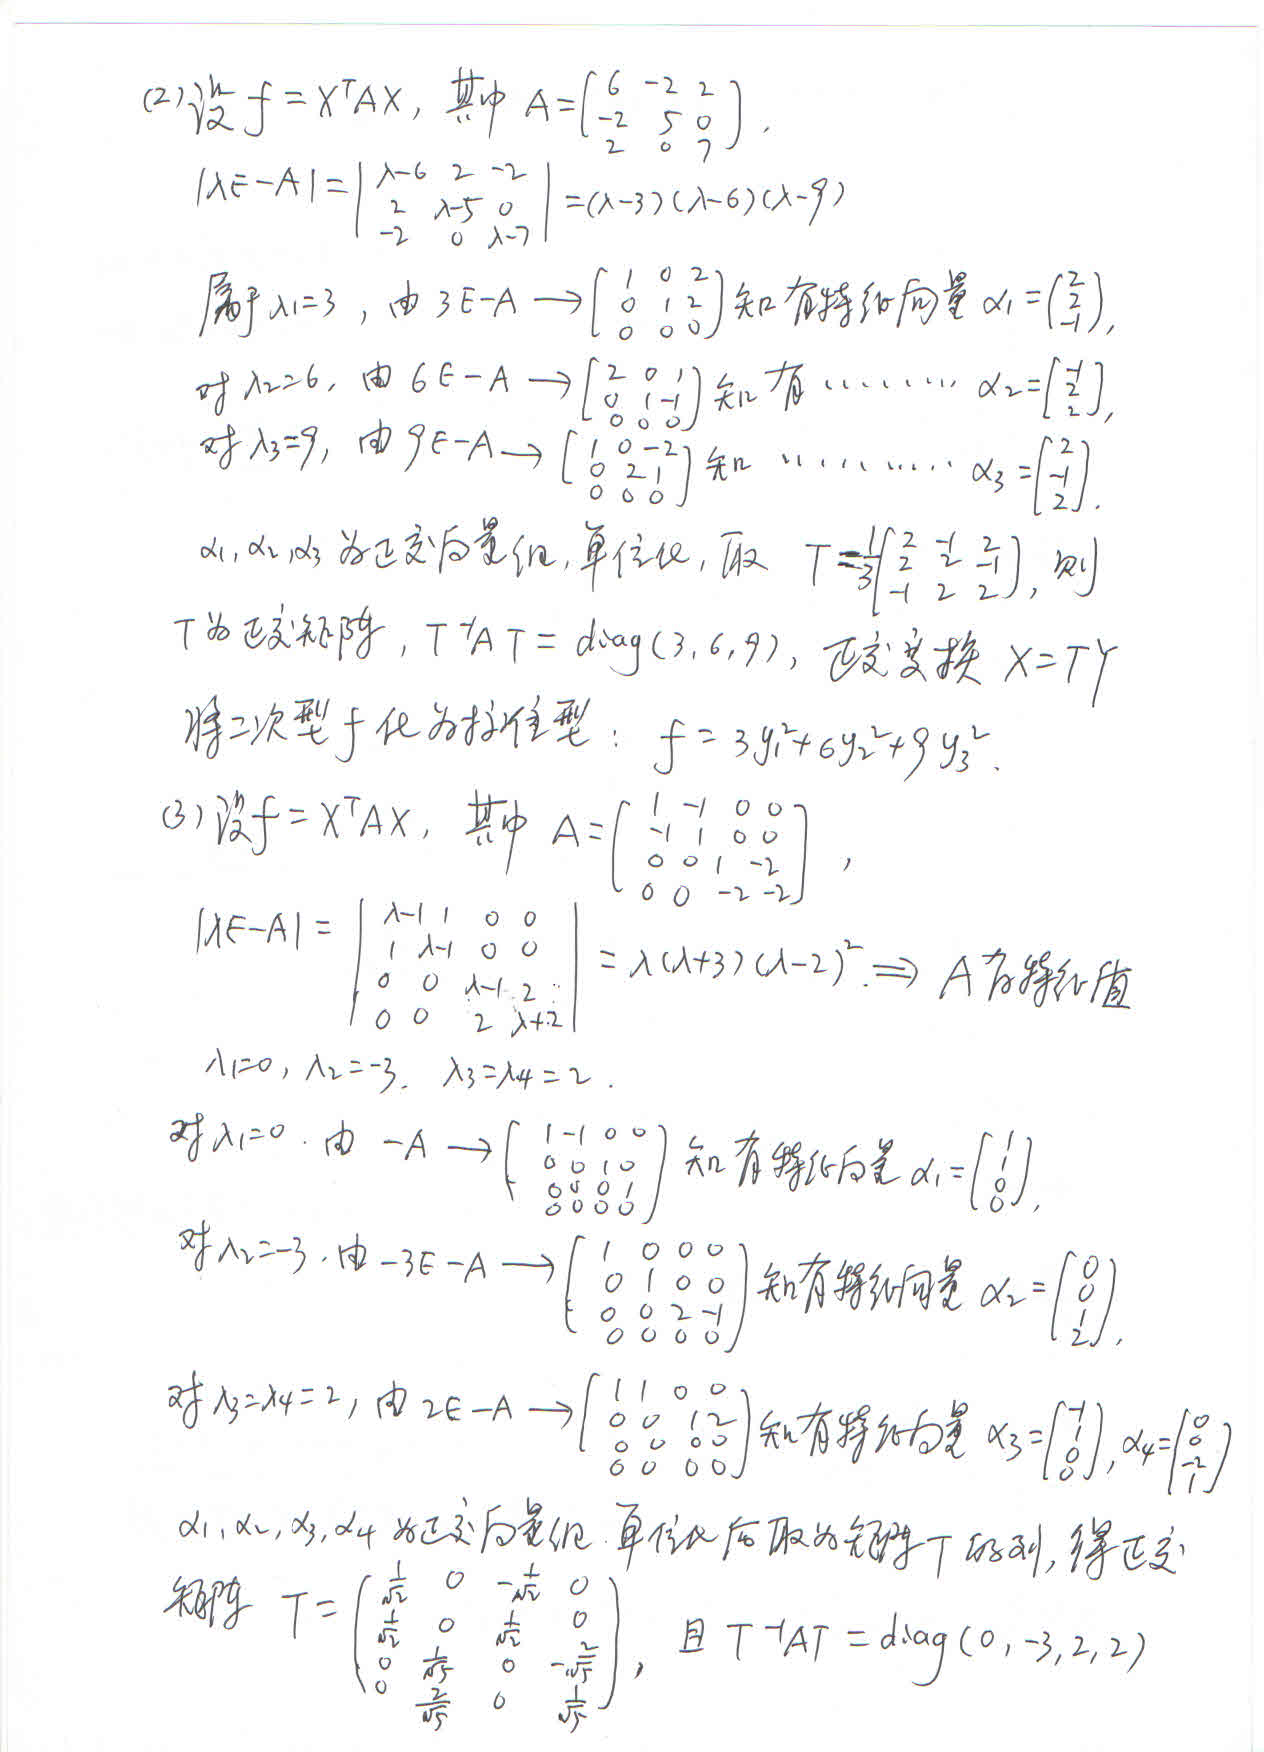 (2) 设 f = XᵀAX, 其中 A = [6 -2 2; -2 5 0; 2 0 7].
|λE-A| = |λ-6 2 -2; 2 λ-5 0; -2 0 λ-7| = (λ-3)(λ-6)(λ-9)
属于 λ1=3, 由 3E-A → [1 0 2; 0 1 2; 0 0 0] 知有特征向量 α1 = (2; 2; -1),
对 λ2=6, 由 6E-A → [2 0 1; 0 1 -1; 0 0 0] 知有 ········· α2 = [-1; 2; 2],
对 λ3=9, 由 9E-A → [1 0 -2; 0 2 1; 0 0 0] 知 ·········· α3 = [2; -1; 2].
α1, α2, α3 为正交向量组, 单位化, 取 T = 1/3 [2 -1 2; 2 2 -1; -1 2 2], 则
T为正交矩阵, T⁻¹AT = diag(3, 6, 9), 正交变换 X=TY
将二次型 f 化为标准型: f = 3y₁²+6y₂²+9y₃².
(3) 设 f = XᵀAX, 其中 A = [1 -1 0 0; -1 1 0 0; 0 0 1 -2; 0 0 -2 -2],
|λE-A| = |λ-1 1 0 0; 1 λ-1 0 0; 0 0 λ-1 2; 0 0 2 λ+2| = λ(λ+3)(λ-2)². ⇒ A有特征值
λ1=0, λ2=-3. λ3=λ4=2.
对 λ1=0. 由 -A → [1 -1 0 0; 0 0 1 0; 0 0 0 1; 0 0 0 0] 知有特征向量 α1 = [1; 1; 0; 0],
对 λ2=-3. 由 -3E-A → [1 0 0 0; 0 1 0 0; 0 0 2 -1; 0 0 0 0] 知有特征向量 α2 = [0; 0; 1; 2],
对 λ3=λ4=2, 由 2E-A → [1 1 0 0; 0 0 1 2; 0 0 0 0; 0 0 0 0] 知有特征向量 α3 = [-1; 1; 0; 0], α4 = [0; 0; -2; 1]
α1, α2, α3, α4 为正交向量组. 单位化后取为矩阵T的列, 得正交
矩阵 T = [1/√2 0 -1/√2 0; 1/√2 0 1/√2 0; 0 1/√5 0 -2/√5; 0 2/√5 0 1/√5], 且 T⁻¹AT = diag(0, -3, 2, 2)